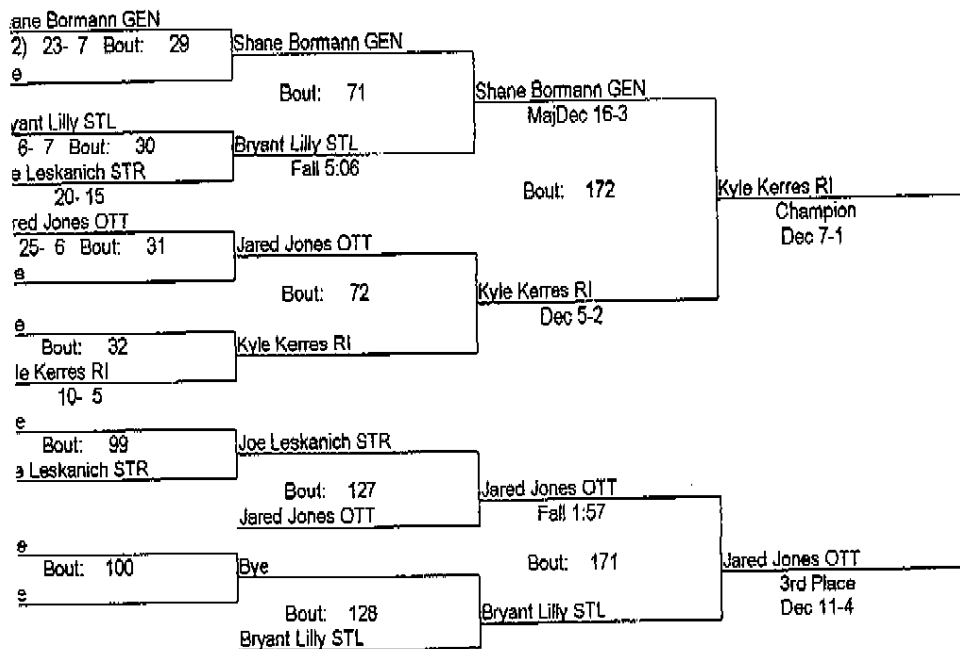 ane Bormann GEN
2) 23- 7 Bout: 29
e
Shane Bormann GEN
Bout: 71
Shane Bormann GEN
MajDec 16-3
yant Lilly STL
6- 7 Bout: 30
e Leskanich STR
20- 15
Bryant Lilly STL
Fall 5:06
Bout: 172
Kyle Kerres RI
Champion
Dec 7-1
red Jones OTT
25- 6 Bout: 31
e
Jared Jones OTT
Bout: 72
Kyle Kerres RI
Dec 5-2
e
Bout: 32
le Kerres RI
10- 5
Kyle Kerres RI
e
Bout: 99
e Leskanich STR
Joe Leskanich STR
Bout: 127
Jared Jones OTT
Jared Jones OTT
Fall 1:57
e
Bout: 100
e
Bye
Bout: 128
Bryant Lilly STL
Bout: 171
Bryant Lilly STL
Jared Jones OTT
3rd Place
Dec 11-4